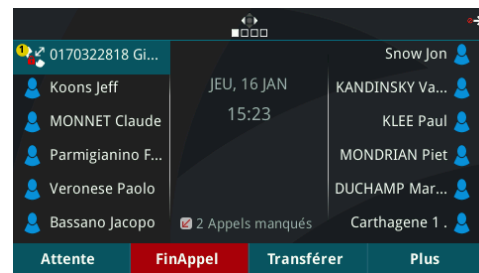 1
0170322818 Gi...
Koons Jeff
MONNET Claude
Parmigianino F...
Veronese Paolo
Bassano Jacopo
JEU, 16 JAN
15:23
2 Appels manqués
Snow Jon
KANDINSKY Va...
KLEE Paul
MONDRIAN Piet
DUCHAMP Mar...
Carthagene 1 .
Attente FinAppel Transférer Plus